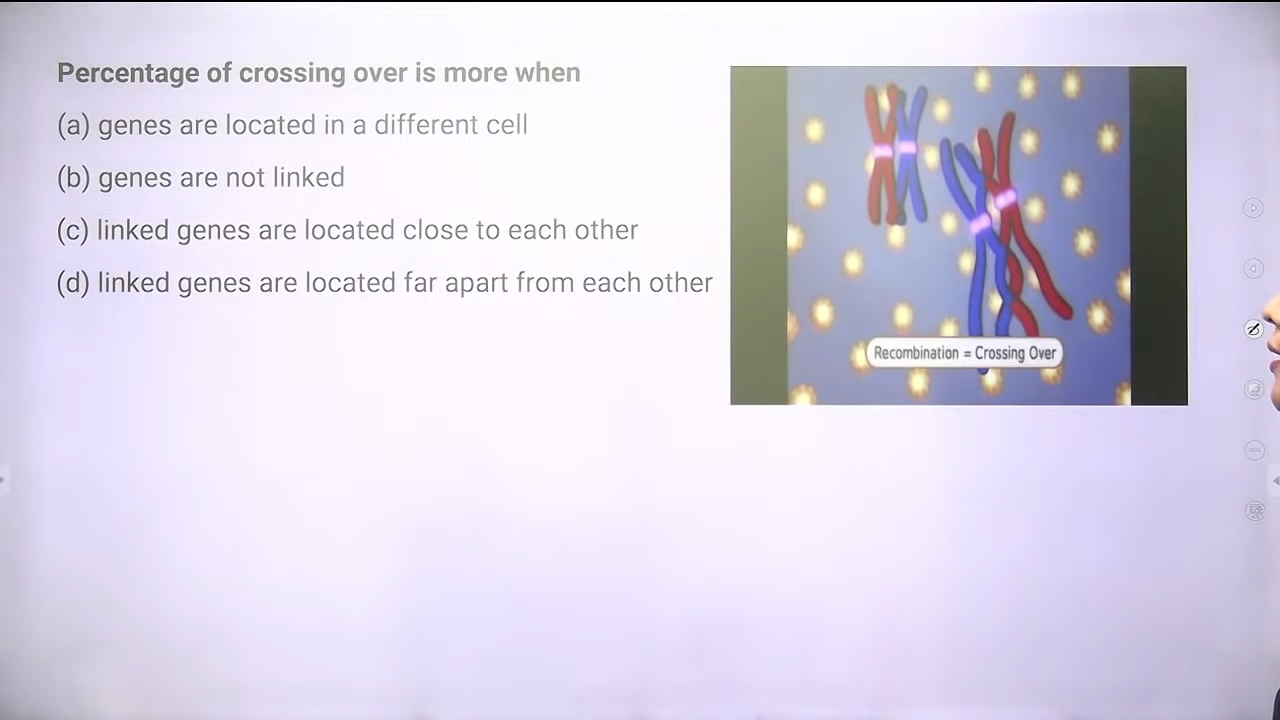 Percentage of crossing over is more when
(a) genes are located in a different cell
(b) genes are not linked
(c) linked genes are located close to each other
(d) linked genes are located far apart from each other
Recombination = Crossing Over